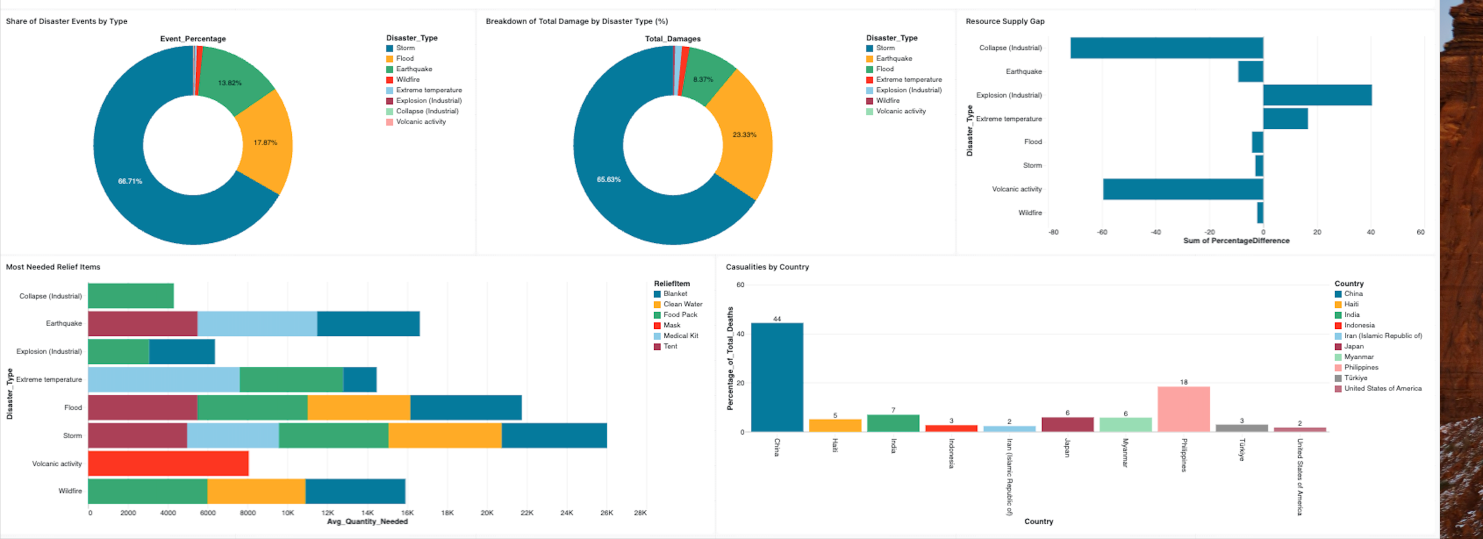 Share of Disaster Events by Type
Event_Percentage
13.82%
17.87%
66.71%
Disaster_Type
Storm
Flood
Earthquake
Wildfire
Extreme temperature
Explosion (Industrial)
Collapse (Industrial)
Volcanic activity
Breakdown of Total Damage by Disaster Type (%)
Total_Damages
8.37%
23.33%
65.63%
Disaster_Type
Storm
Earthquake
Flood
Extreme temperature
Explosion (Industrial)
Wildfire
Volcanic activity
Resource Supply Gap
Disaster_Type
Collapse (Industrial)
Earthquake
Explosion (Industrial)
Extreme temperature
Flood
Storm
Volcanic activity
Wildfire
-80 -60 -40 -20 0 20 40 60
Sum of PercentageDifference
Most Needed Relief Items
Disaster_Type
Collapse (Industrial)
Earthquake
Explosion (Industrial)
Extreme temperature
Flood
Storm
Volcanic activity
Wildfire
0 2000 4000 6000 8000 10K 12K 14K 16K 18K 20K 22K 24K 26K 28K
Avg_Quantity_Needed
ReliefItem
Blanket
Clean Water
Food Pack
Mask
Medical Kit
Tent
Casualities by Country
Percentage_of_Total_Deaths
60
40
20
0
44 5 7 3 2 6 6 18 3 2
China
Haiti
India
Indonesia
Iran (Islamic Republic of)
Japan
Myanmar
Philippines
Türkiye
United States of America
Country
Country
China
Haiti
India
Indonesia
Iran (Islamic Republic of)
Japan
Myanmar
Philippines
Türkiye
United States of America